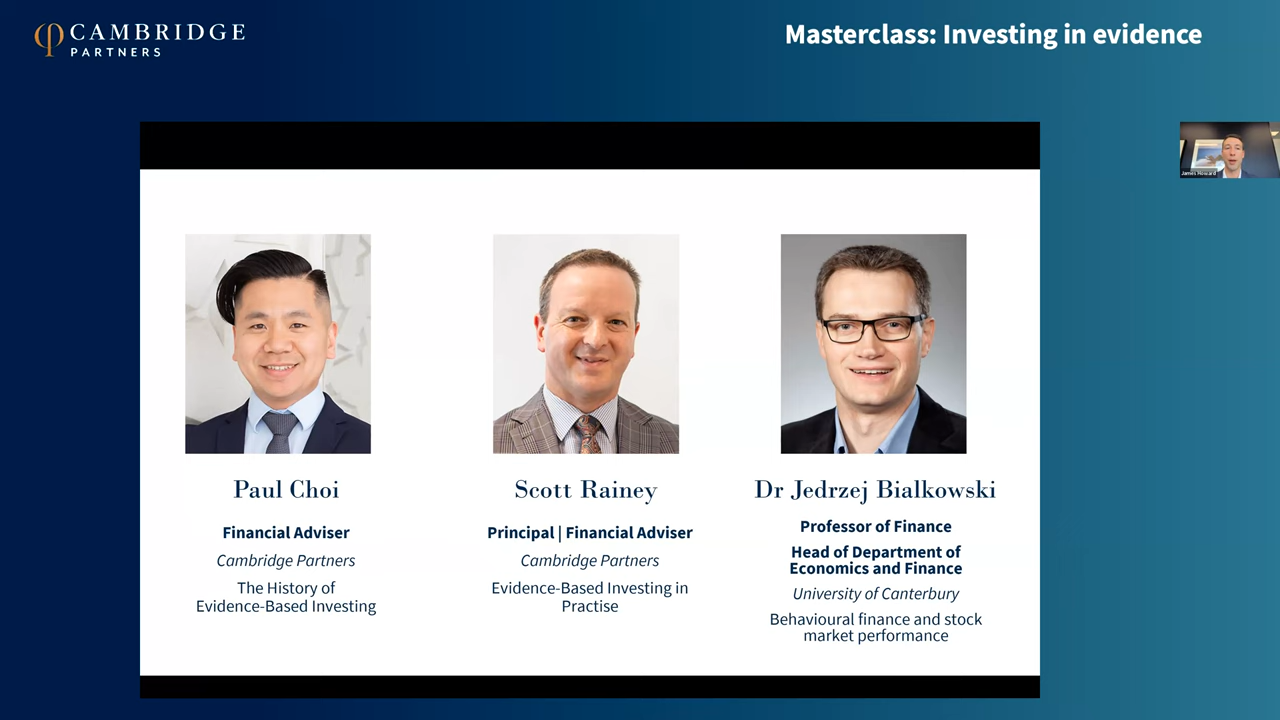 CAMBRIDGE
PARTNERS
Masterclass: Investing in evidence
James Howard
Paul Choi
Financial Adviser
Cambridge Partners
The History of
Evidence-Based Investing
Scott Rainey
Principal | Financial Adviser
Cambridge Partners
Evidence-Based Investing in
Practise
Dr Jedrzej Bialkowski
Professor of Finance
Head of Department of
Economics and Finance
University of Canterbury
Behavioural finance and stock
market performance